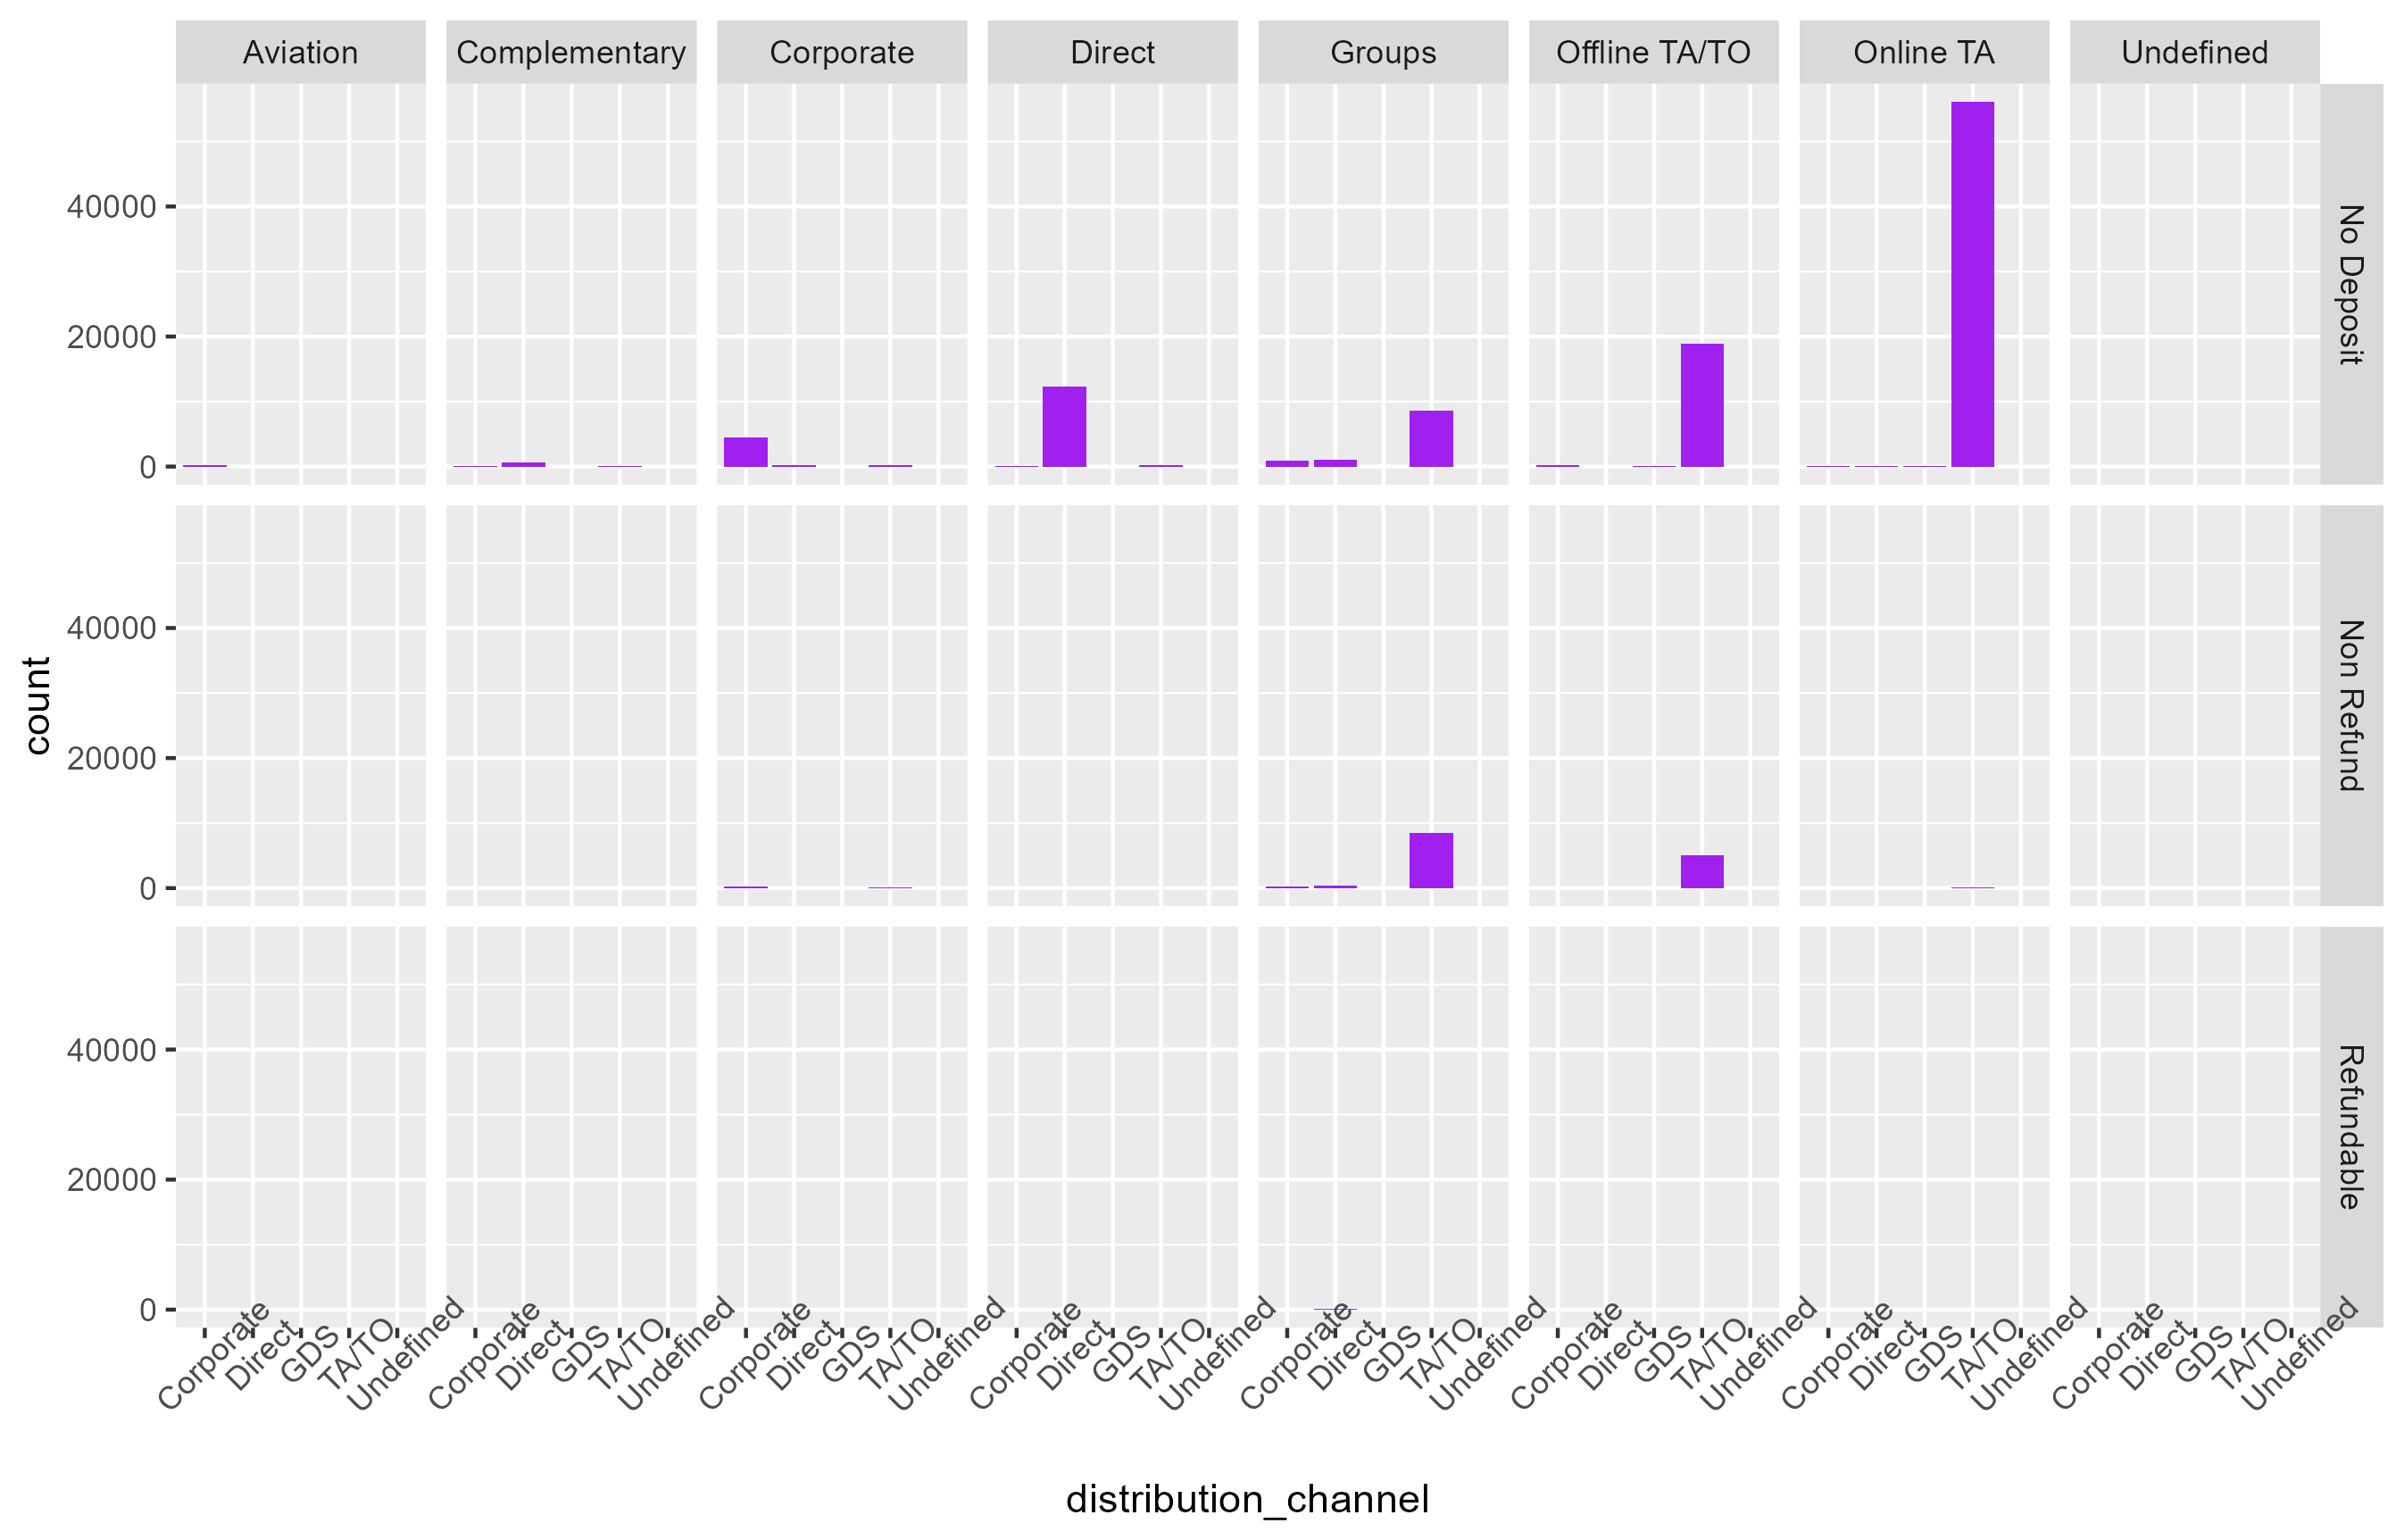 Aviation Complementary Corporate Direct Groups Offline TA/TO Online TA Undefined
40000
20000
0
No Deposit
40000
20000
0
Non Refund
40000
20000
0
Refundable
count
Corporate Direct GDS TA/TO Undefined Corporate Direct GDS TA/TO Undefined Corporate Direct GDS TA/TO Undefined Corporate Direct GDS TA/TO Undefined Corporate Direct GDS TA/TO Undefined Corporate Direct GDS TA/TO Undefined Corporate Direct GDS TA/TO Undefined Corporate Direct GDS TA/TO Undefined
distribution_channel